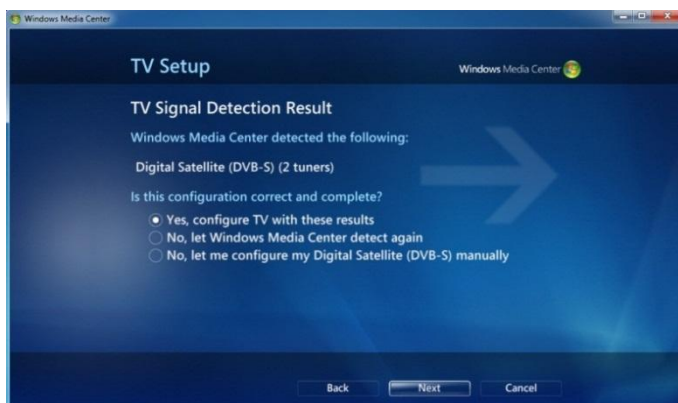 Windows Media Center
TV Setup
Windows Media Center
TV Signal Detection Result
Windows Media Center detected the following:
Digital Satellite (DVB-S) (2 tuners)
Is this configuration correct and complete?
Yes, configure TV with these results
No, let Windows Media Center detect again
No, let me configure my Digital Satellite (DVB-S) manually
Back Next Cancel